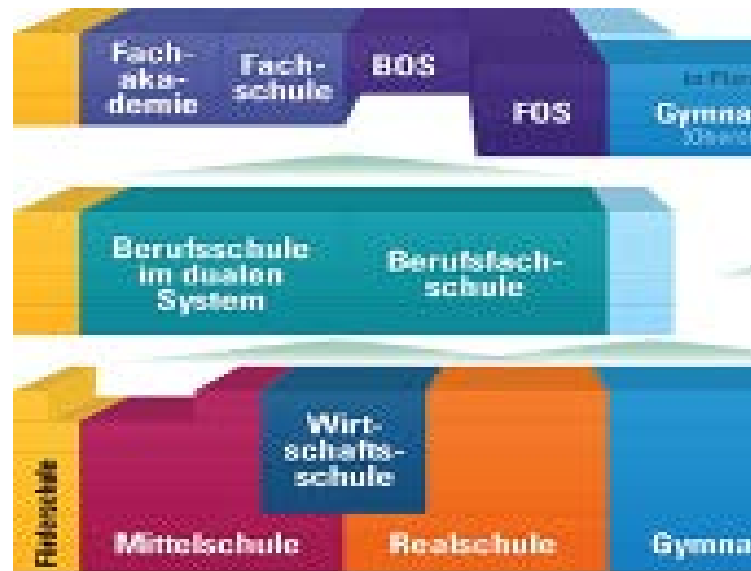 Fach-
aka-
demie
Fach-
schule
BOS
FOS
Gymna
Berufsschule
im dualen
System
Berufsfach-
schule
Wirt-
schafts-
schule
Förderschule
Mittelschule
Realschule
Gymna